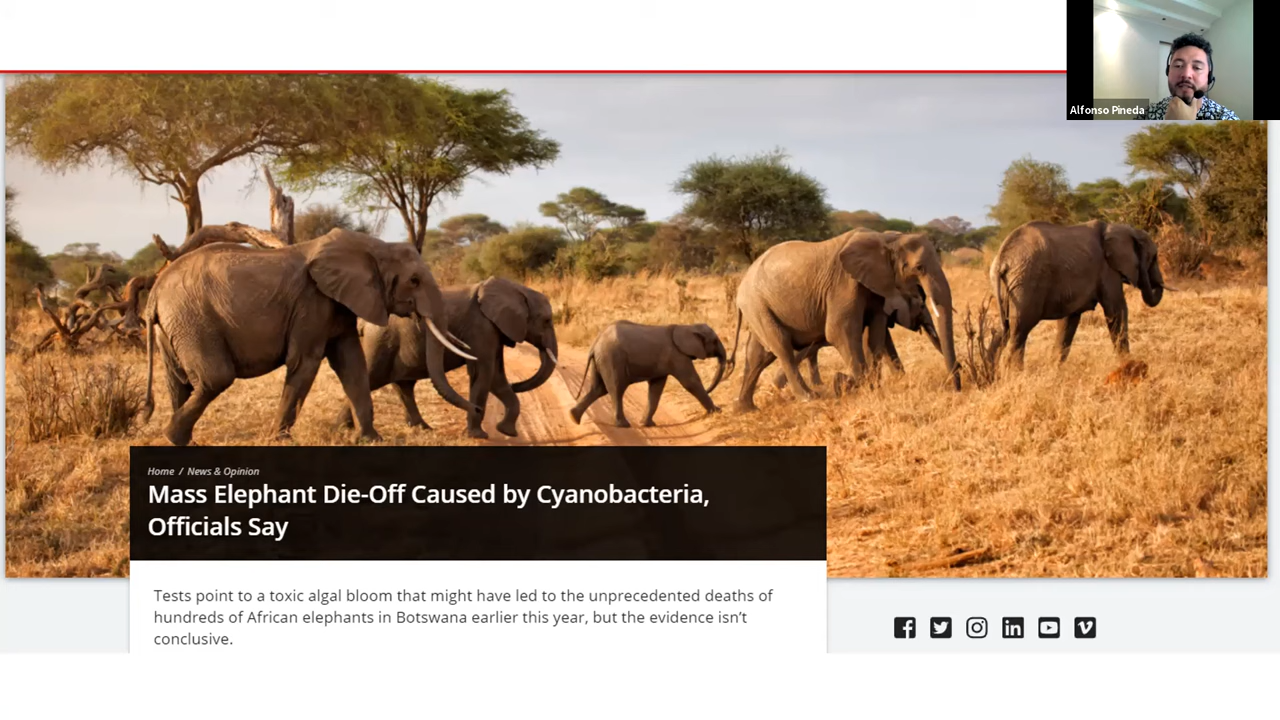 Alfonso Pineda
Home / News & Opinion
Mass Elephant Die-Off Caused by Cyanobacteria,
Officials Say
Tests point to a toxic algal bloom that might have led to the unprecedented deaths of
hundreds of African elephants in Botswana earlier this year, but the evidence isn’t
conclusive.